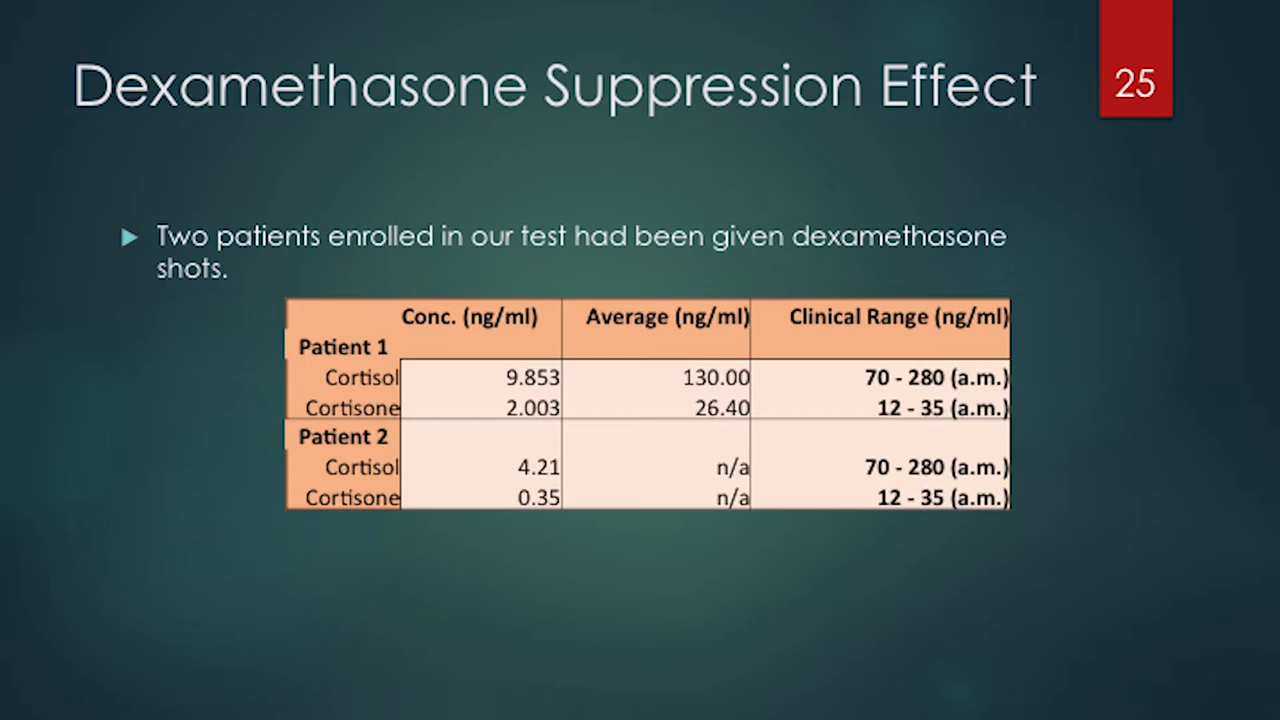 Dexamethasone Suppression Effect
25
Two patients enrolled in our test had been given dexamethasone
shots.
Conc. (ng/ml) Average (ng/ml) Clinical Range (ng/ml)
Patient 1
Cortisol 9.853 130.00 70 - 280 (a.m.)
Cortisone 2.003 26.40 12 - 35 (a.m.)
Patient 2
Cortisol 4.21 n/a 70 - 280 (a.m.)
Cortisone 0.35 n/a 12 - 35 (a.m.)